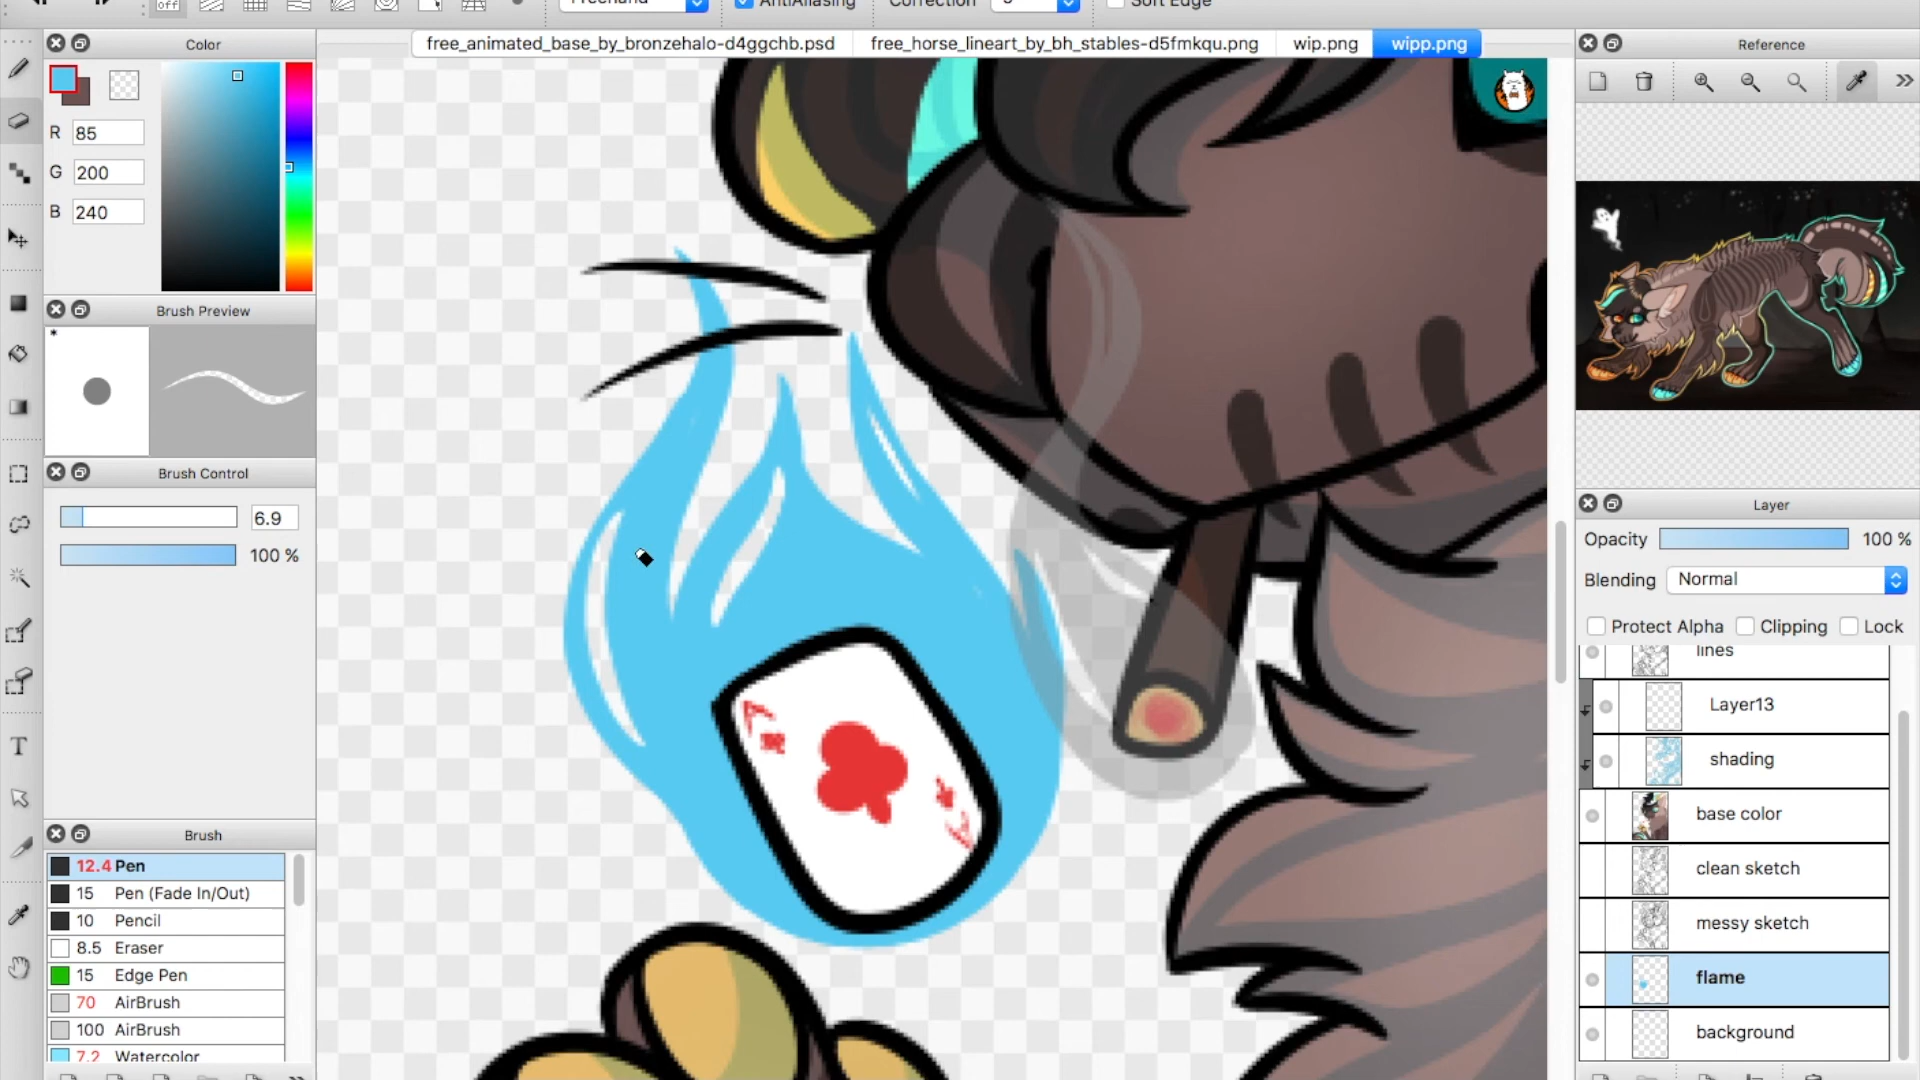 off
Freehand
AntiAliasing
Correction
Soft Edge
Color
free_animated_base_by_bronzehalo-d4ggchb.psd
free_horse_lineart_by_bh_stables-d5fmkqu.png
wip.png
wipp.png
Reference
R 85
G 200
B 240
Brush Preview
*
Brush Control
6.9
100 %
Layer
Opacity 100 %
Blending Normal
Protect Alpha Clipping Lock
lines
Layer13
shading
base color
clean sketch
messy sketch
flame
background
T
Brush
12.4 Pen
15 Pen (Fade In/Out)
10 Pencil
8.5 Eraser
15 Edge Pen
70 AirBrush
100 AirBrush
7.2 Watercolor